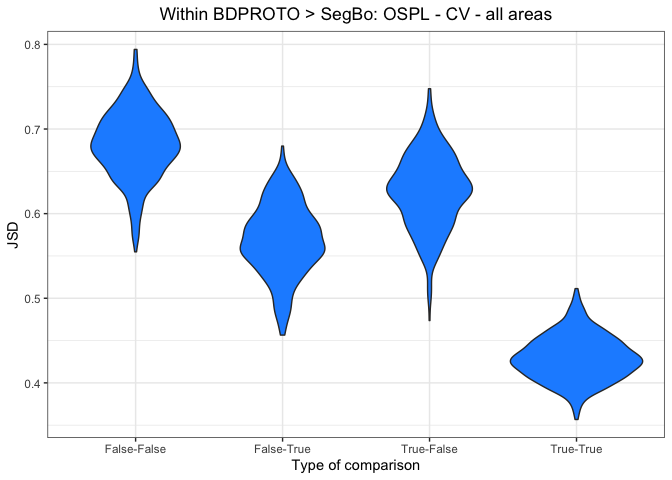 Within BDPROTO > SegBo: OSPL - CV - all areas
0.8
0.7
0.6
0.5
0.4
JSD
False-False False-True True-False True-True
Type of comparison